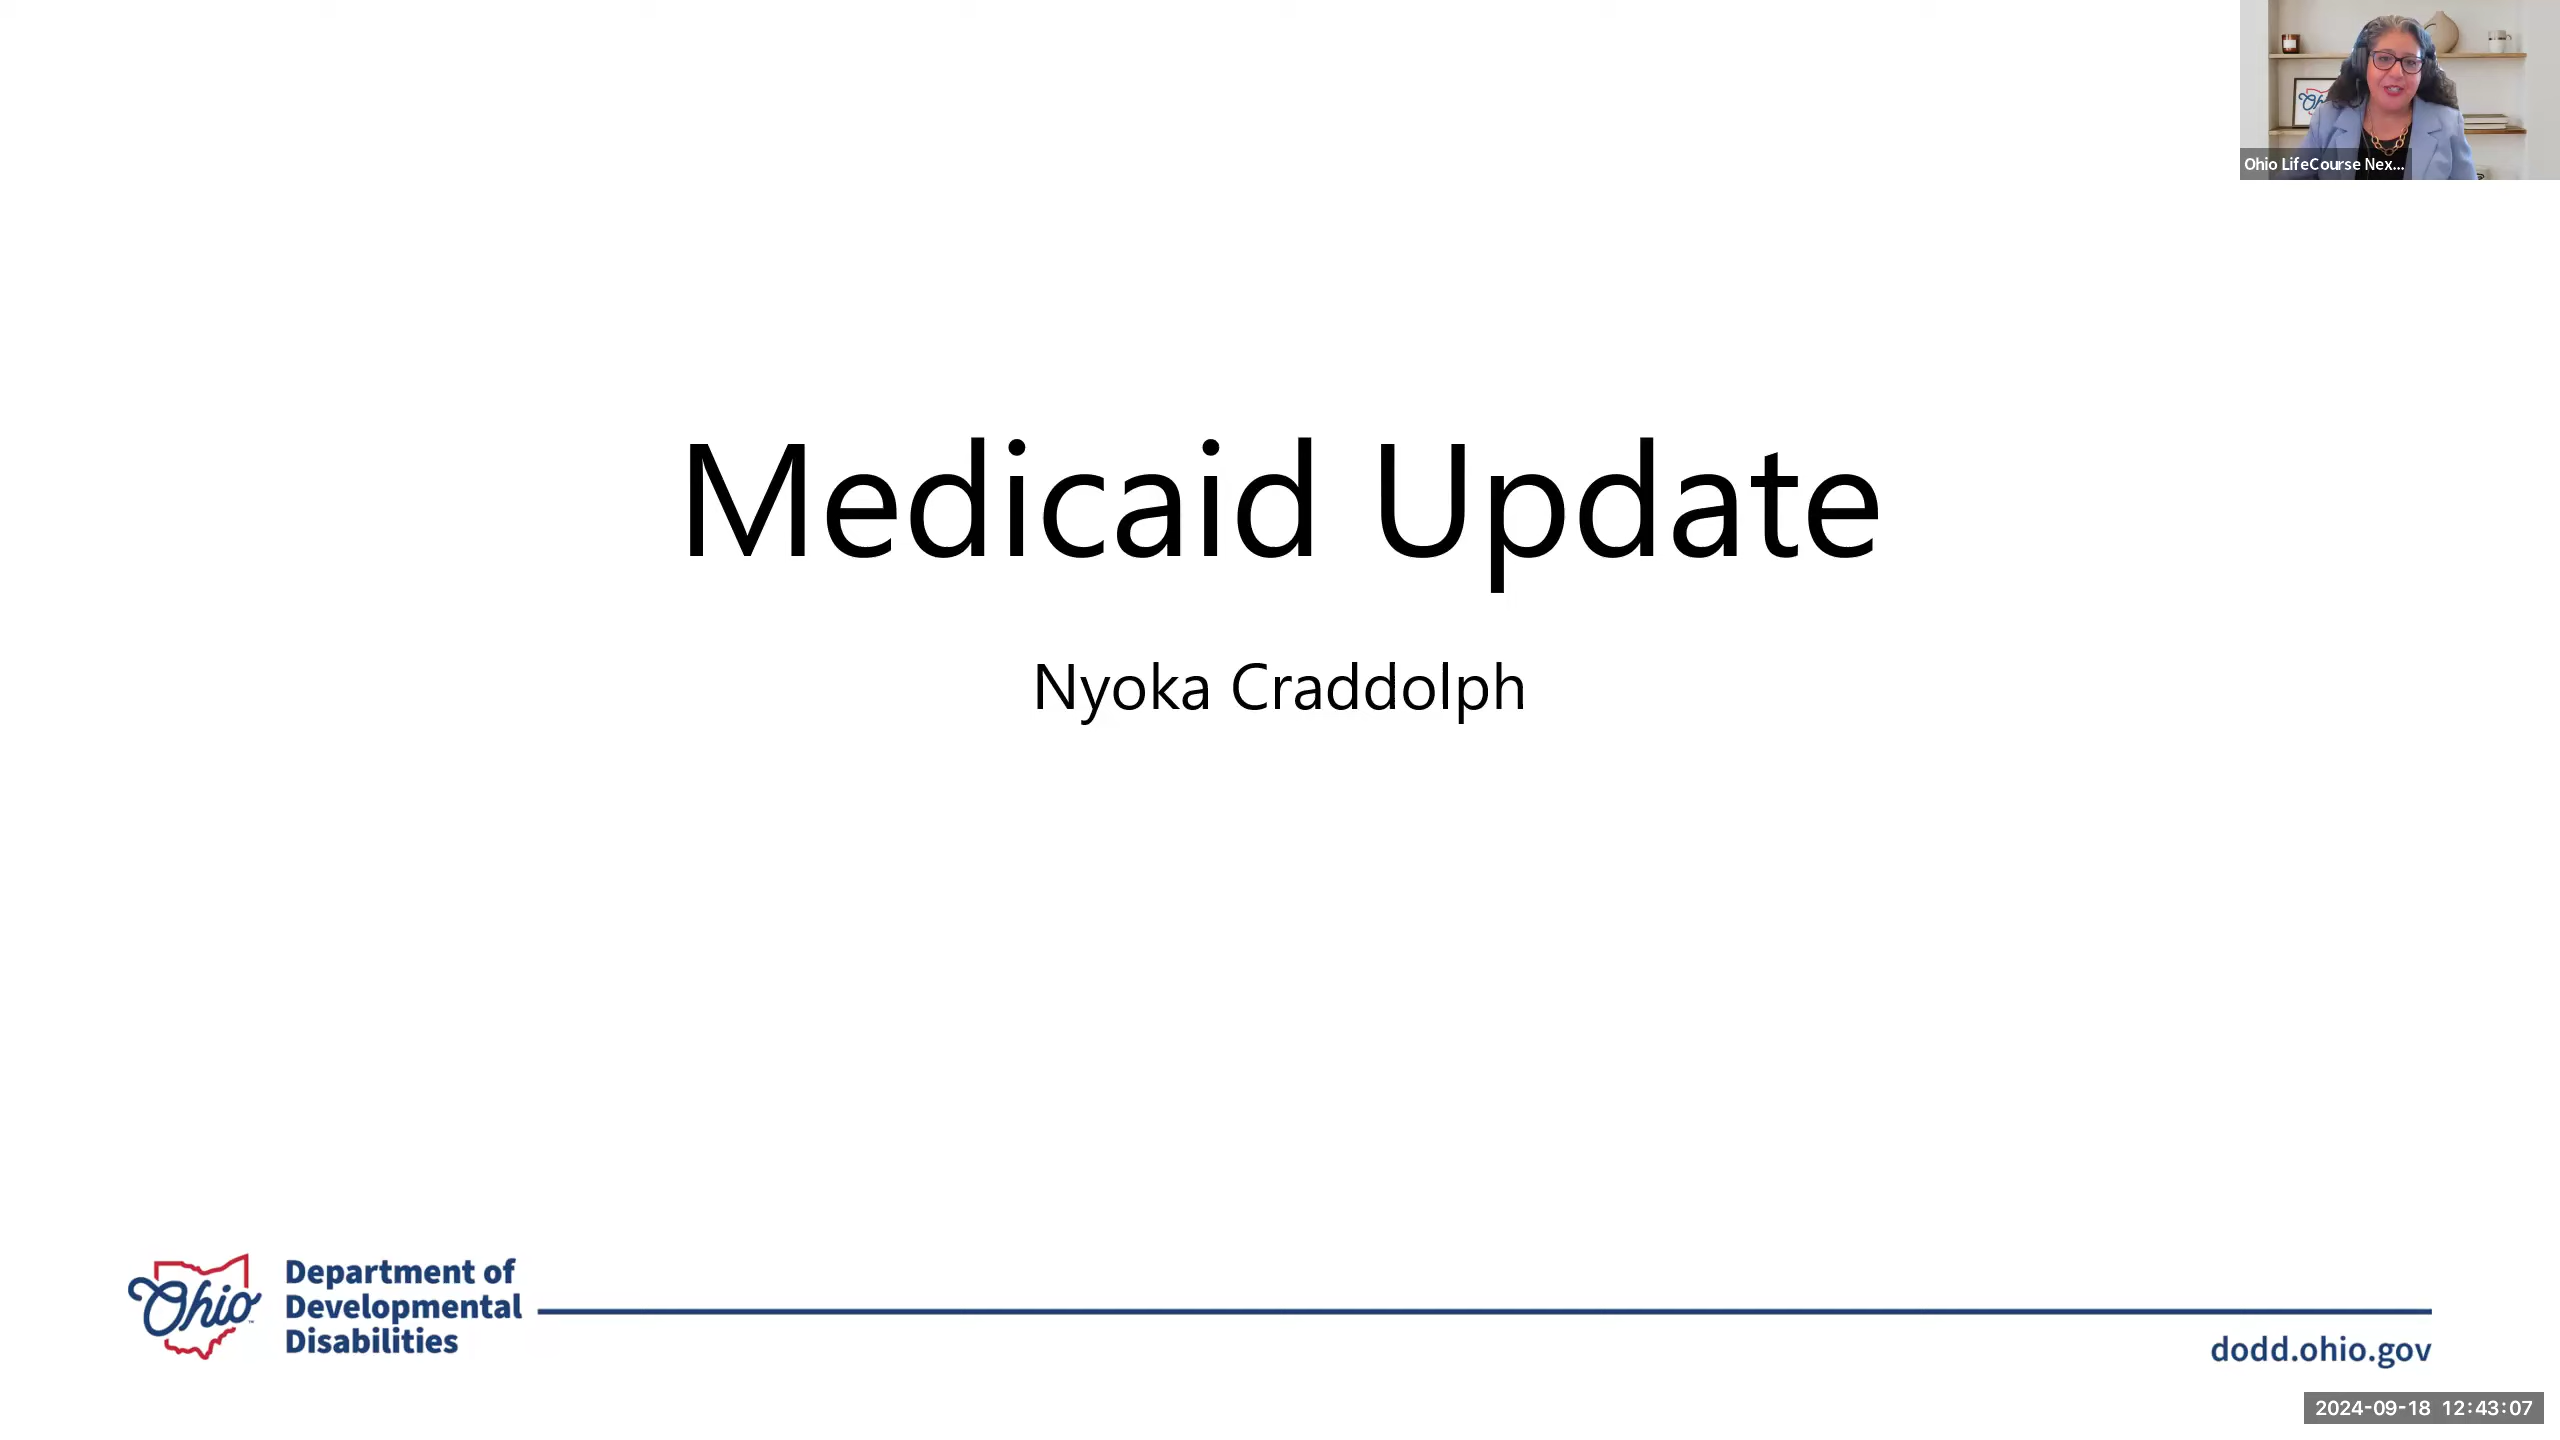 Ohio LifeCourse Nex...
Medicaid Update
Nyoka Craddolph
Ohio
Department of
Developmental
Disabilities
dodd.ohio.gov
2024-09-18 12:43:07